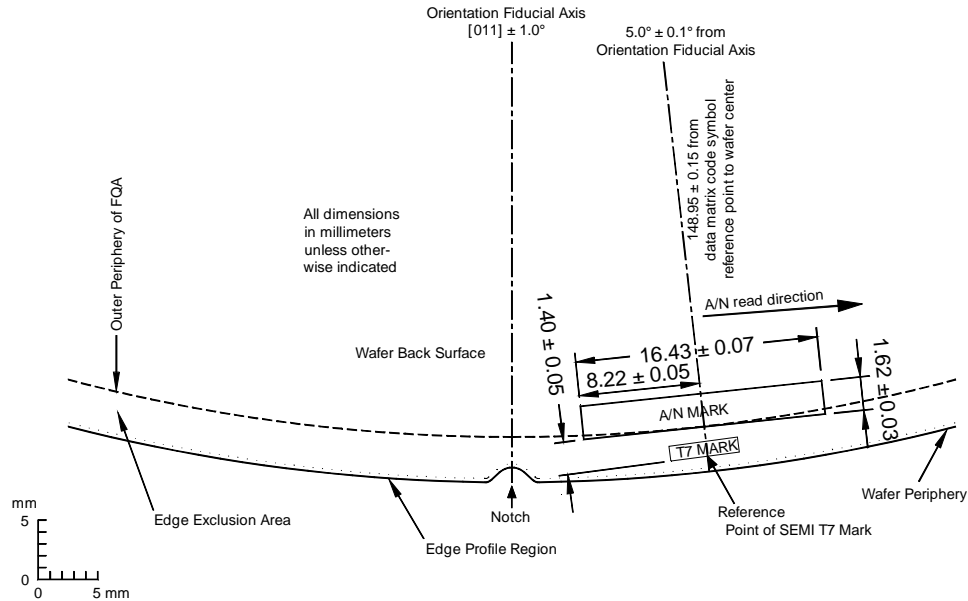 Orientation Fiducial Axis
[011] ± 1.0°
5.0° ± 0.1° from
Orientation Fiducial Axis
148.95 ± 0.15 from
data matrix code symbol
reference point to wafer center
Outer Periphery of FQA
All dimensions
in millimeters
unless other-
wise indicated
A/N read direction
Wafer Back Surface
1.40 ± 0.05
16.43 ± 0.07
8.22 ± 0.05
1.62 ± 0.03
A/N MARK
T7 MARK
Wafer Periphery
Reference
Point of SEMI T7 Mark
Notch
Edge Exclusion Area
Edge Profile Region
mm
5
0
0
5 mm